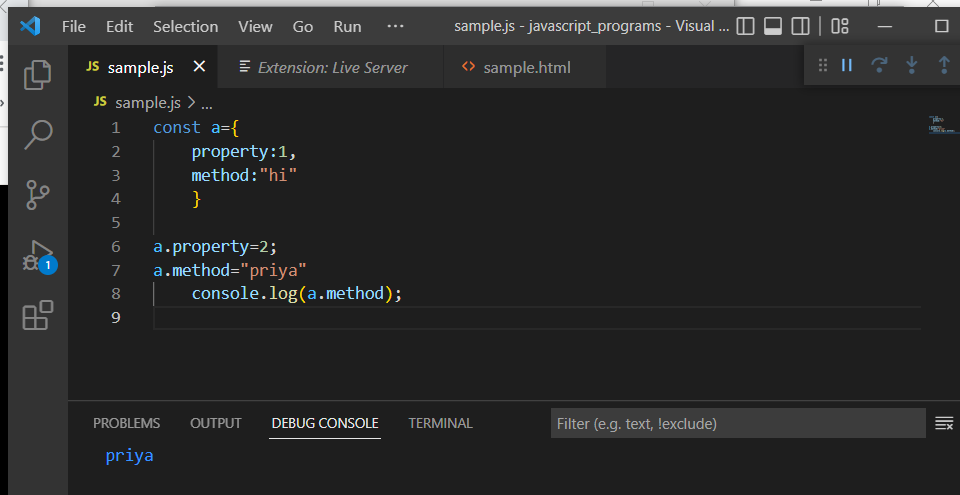 File Edit Selection View Go Run ··· sample.js - javascript_programs - Visual ...
JS sample.js Extension: Live Server <> sample.html
JS sample.js > ...
1 const a={
2 property:1,
3 method:"hi"
4 }
5
6 a.property=2;
7 a.method="priya"
8 console.log(a.method);
9
1
PROBLEMS OUTPUT DEBUG CONSOLE TERMINAL Filter (e.g. text, !exclude)
priya